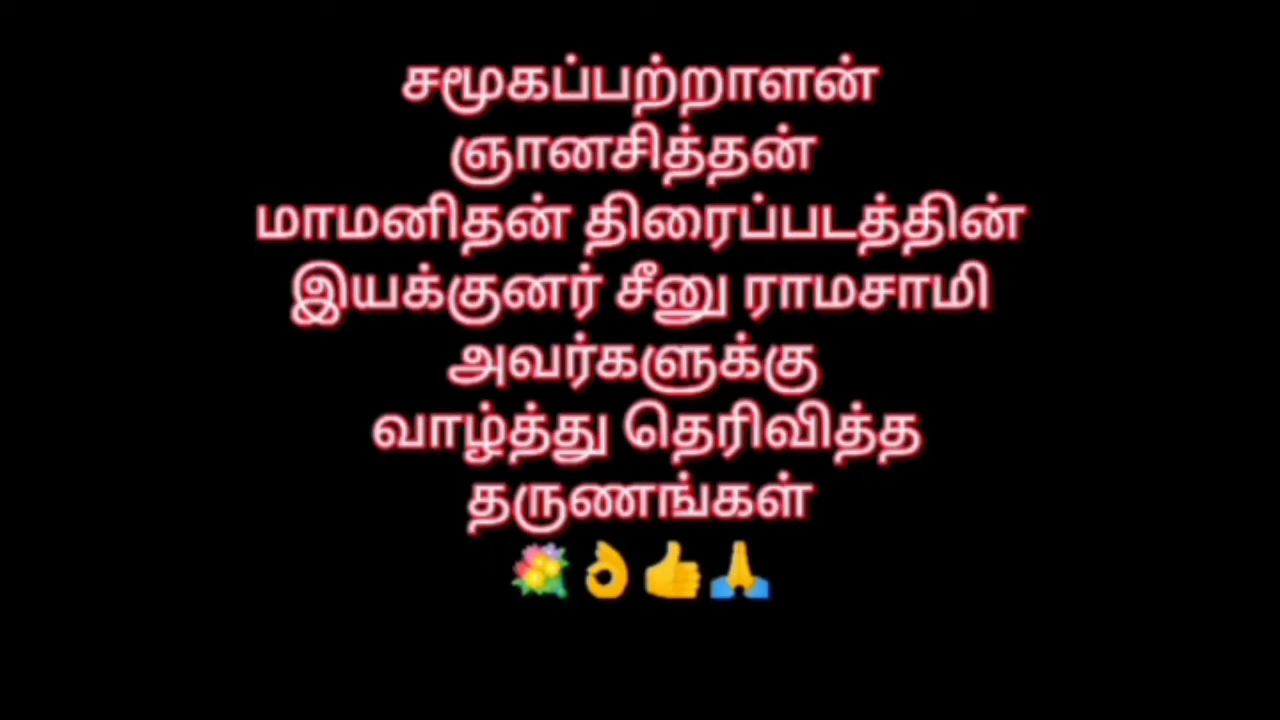 சமூகப்பற்றாளன்
ஞானசித்தன்
மாமனிதன் திரைப்படத்தின்
இயக்குனர் சீனு ராமசாமி
அவர்களுக்கு
வாழ்த்து தெரிவித்த
தருணங்கள்
💐👌👍🙏